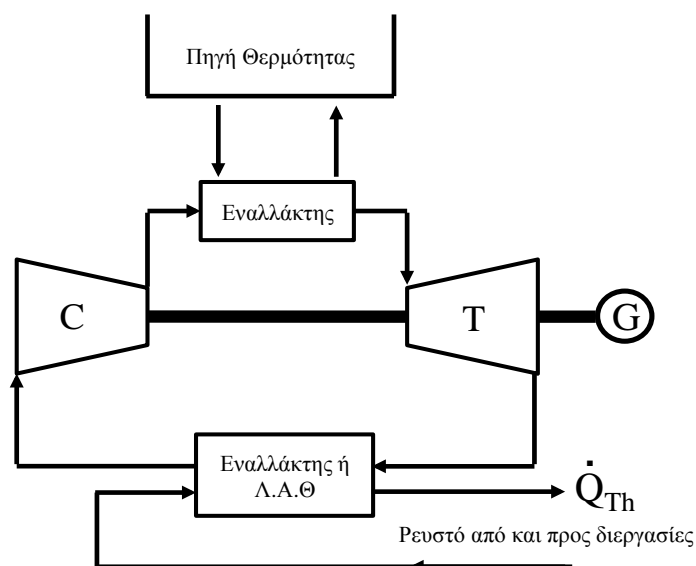 Πηγή Θερμότητας
Εναλλάκτης
C
T
G
Εναλλάκτης ή
Λ.Α.Θ
Q̇Th
Ρευστό από και προς διεργασίες